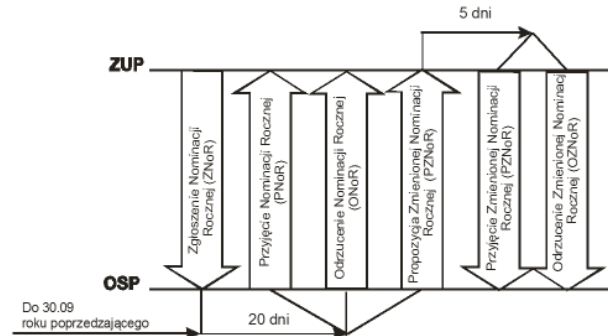 5 dni
ZUP
Zgłoszenie Nominacji
Rocznej (ZNoR)
Przyjęcie Nominacji Rocznej
(PNoR)
Odrzucenie Nominacji Rocznej
(ONoR)
Propozycja Zmienionej Nominacji
Rocznej (PZNoR)
Przyjęcie Zmienionej Nominacji
Rocznej (PZNoR)
Odrzucenie Zmienionej Nominacji
Rocznej (OZNoR)
OSP
Do 30.09
roku poprzedzającego
20 dni